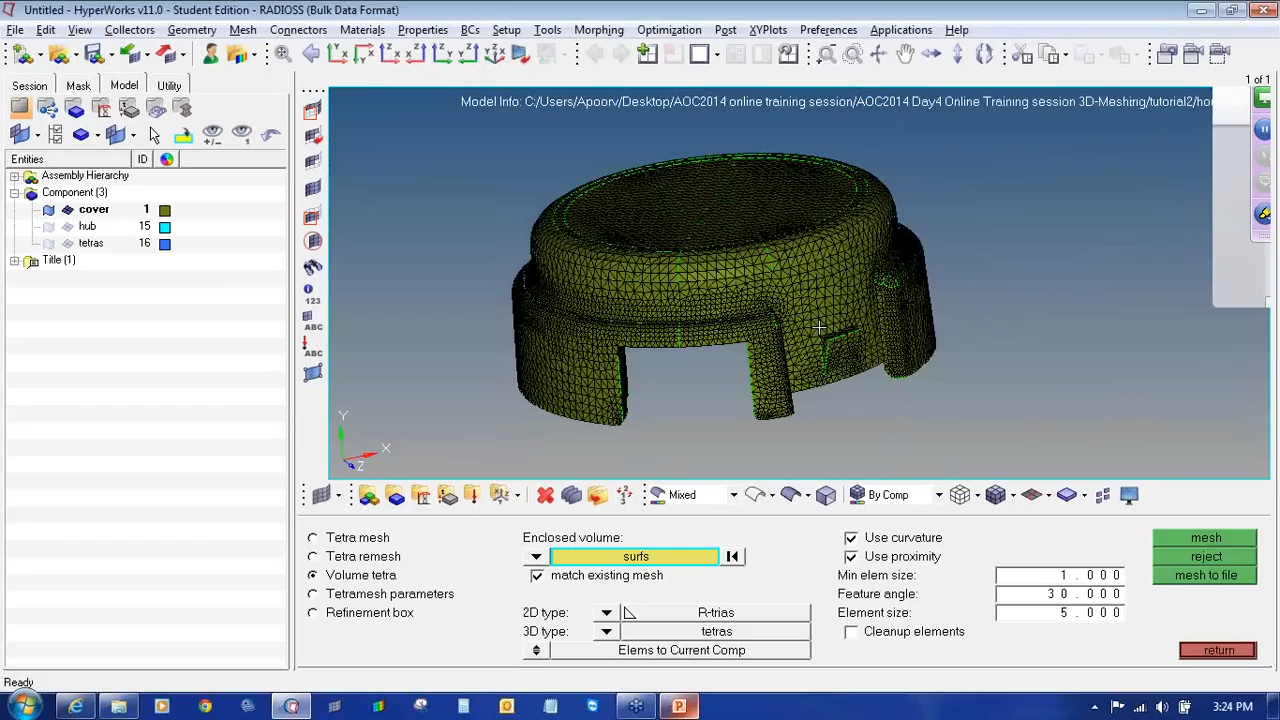 Untitled - HyperWorks v11.0 - Student Edition - RADIOSS (Bulk Data Format)
File Edit View Collectors Geometry Mesh Connectors Materials Properties BCs Setup Tools Morphing Optimization Post XYPlots Preferences Applications Help
Session Mask Model Utility
1 of 1
Model Info: C:/Users/Apoorv/Desktop/AOC2014 online training session/AOC2014 Day4 Online Training session 3D-Meshing/tutorial2/hou
Entities ID
Assembly Hierarchy
Component (3)
cover 1
hub 15
tetras 16
Title (1)
123
ABC
ABC
Y
X
Z
Mixed
By Comp
Tetra mesh
Tetra remesh
Volume tetra
Tetramesh parameters
Refinement box
Enclosed volume:
surfs
match existing mesh
2D type: R-trias
3D type: tetras
Elems to Current Comp
Use curvature
Use proximity
Min elem size: 1.000
Feature angle: 30.000
Element size: 5.000
Cleanup elements
mesh
reject
mesh to file
return
Ready
3:24 PM